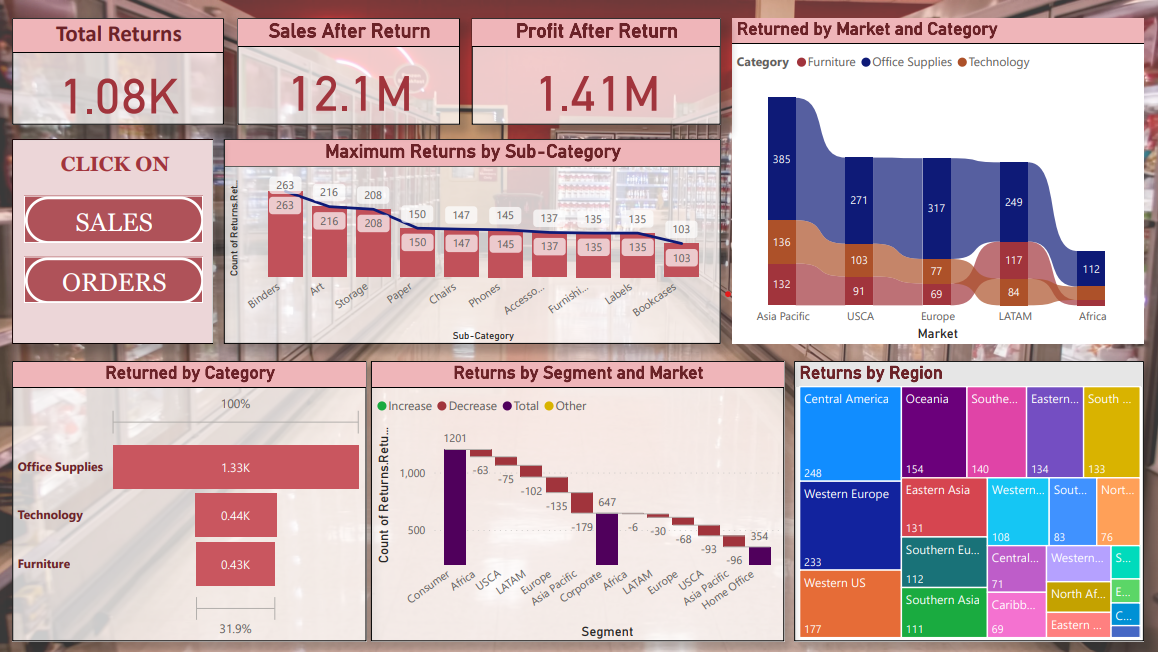 Total Returns
1.08K
Sales After Return
12.1M
Profit After Return
1.41M
Returned by Market and Category
Category Furniture Office Supplies Technology
385
136
132
271
103
91
317
77
69
249
117
84
112
Asia Pacific USCA Europe LATAM Africa
Market
CLICK ON
SALES
ORDERS
Maximum Returns by Sub-Category
Count of Returns.Ret...
263 216 208 150 147 145 137 135 135 103
263 216 208 150 147 145 137 135 135 103
Binders Art Storage Paper Chairs Phones Accesso... Furnishi... Labels Bookcases
Sub-Category
Returned by Category
100%
Office Supplies 1.33K
Technology 0.44K
Furniture 0.43K
31.9%
Returns by Segment and Market
Increase Decrease Total Other
Count of Returns.Retu...
1,000
500
1201 -63 -75 -102 -135 -179 647 -6 -30 -68 -93 -96 354
Consumer Africa USCA LATAM Europe Asia Pacific Corporate Africa LATAM Europe USCA Asia Pacific Home Office
Segment
Returns by Region
Central America
248
Western Europe
233
Western US
177
Oceania
154
Southe...
140
Eastern...
134
South ...
133
Eastern Asia
131
Southern Eu...
112
Southern Asia
111
Western...
108
Sout...
83
Nort...
76
Central...
71
Caribb...
69
Western...
North Af...
Eastern ...
S...
E...
C...